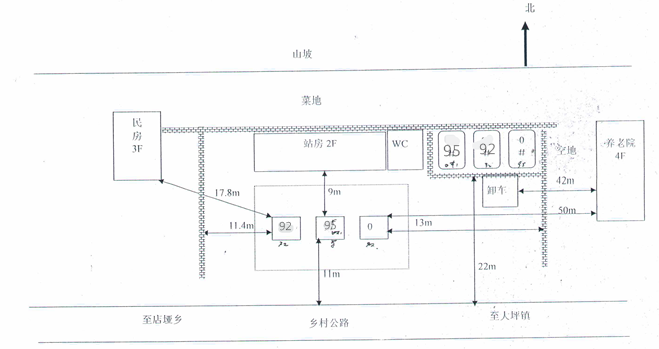 北
山坡
菜地
民
房
3F
站房 2F
WC
95
92
0
#
空地
养老院
4F
卸车
42m
17.8m
9m
50m
11.4m
92
95
0
13m
11m
22m
至店垭乡
乡村公路
至大坪镇